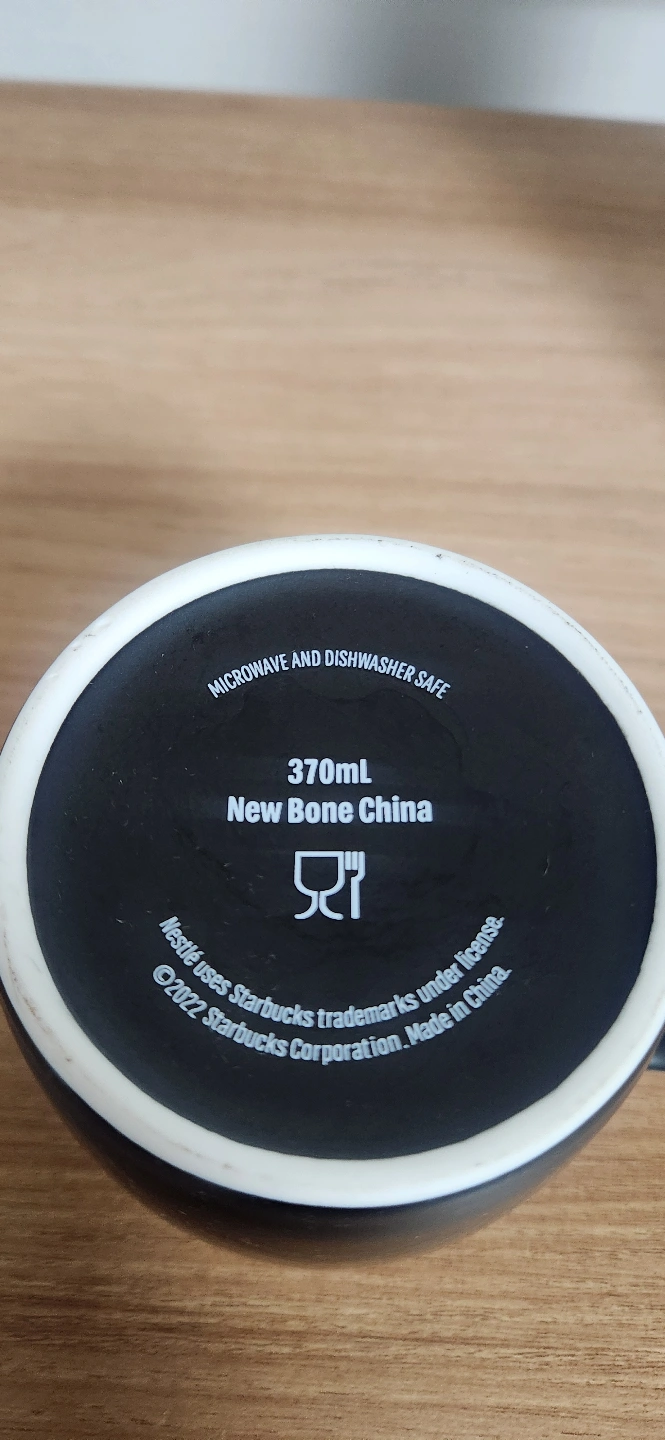 MICROWAVE AND DISHWASHER SAFE
370mL
New Bone China
Nestlé uses Starbucks trademarks under license.
©2022 Starbucks Corporation. Made in China.